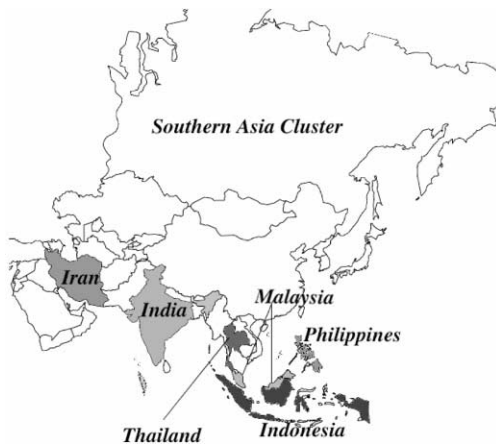 Southern Asia Cluster
Iran
India
Malaysia
Philippines
Thailand
Indonesia